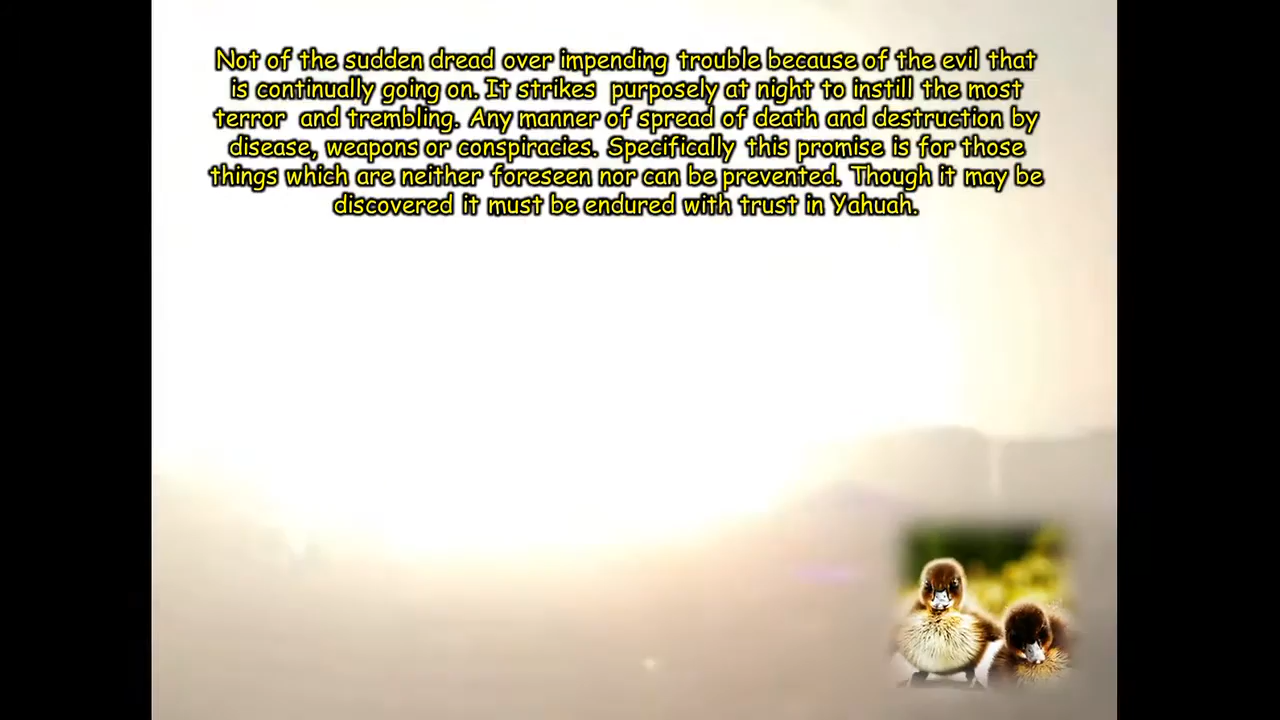 Not of the sudden dread over impending trouble because of the evil that
is continually going on. It strikes purposely at night to instill the most
terror and trembling. Any manner of spread of death and destruction by
disease, weapons or conspiracies. Specifically this promise is for those
things which are neither foreseen nor can be prevented. Though it may be
discovered it must be endured with trust in Yahuah.